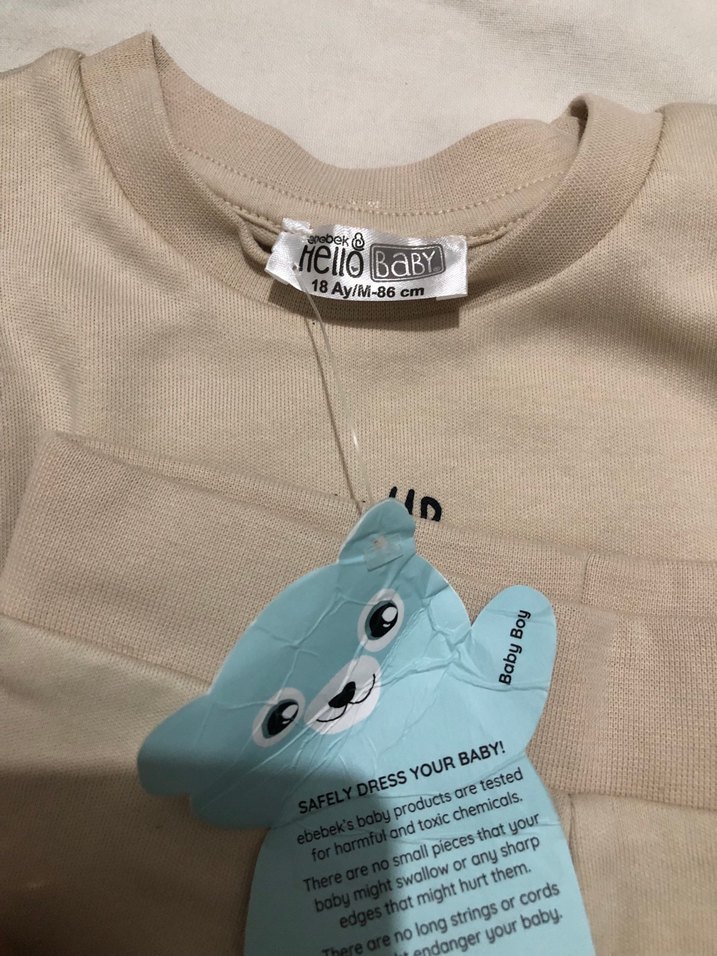 ebebek
Hello BaBY
18 Ay/M-86 cm
UP
Baby Boy
SAFELY DRESS YOUR BABY!
ebebek's baby products are tested
for harmful and toxic chemicals.
There are no small pieces that your
baby might swallow or any sharp
edges that might hurt them.
There are no long strings or cords
endanger your baby.